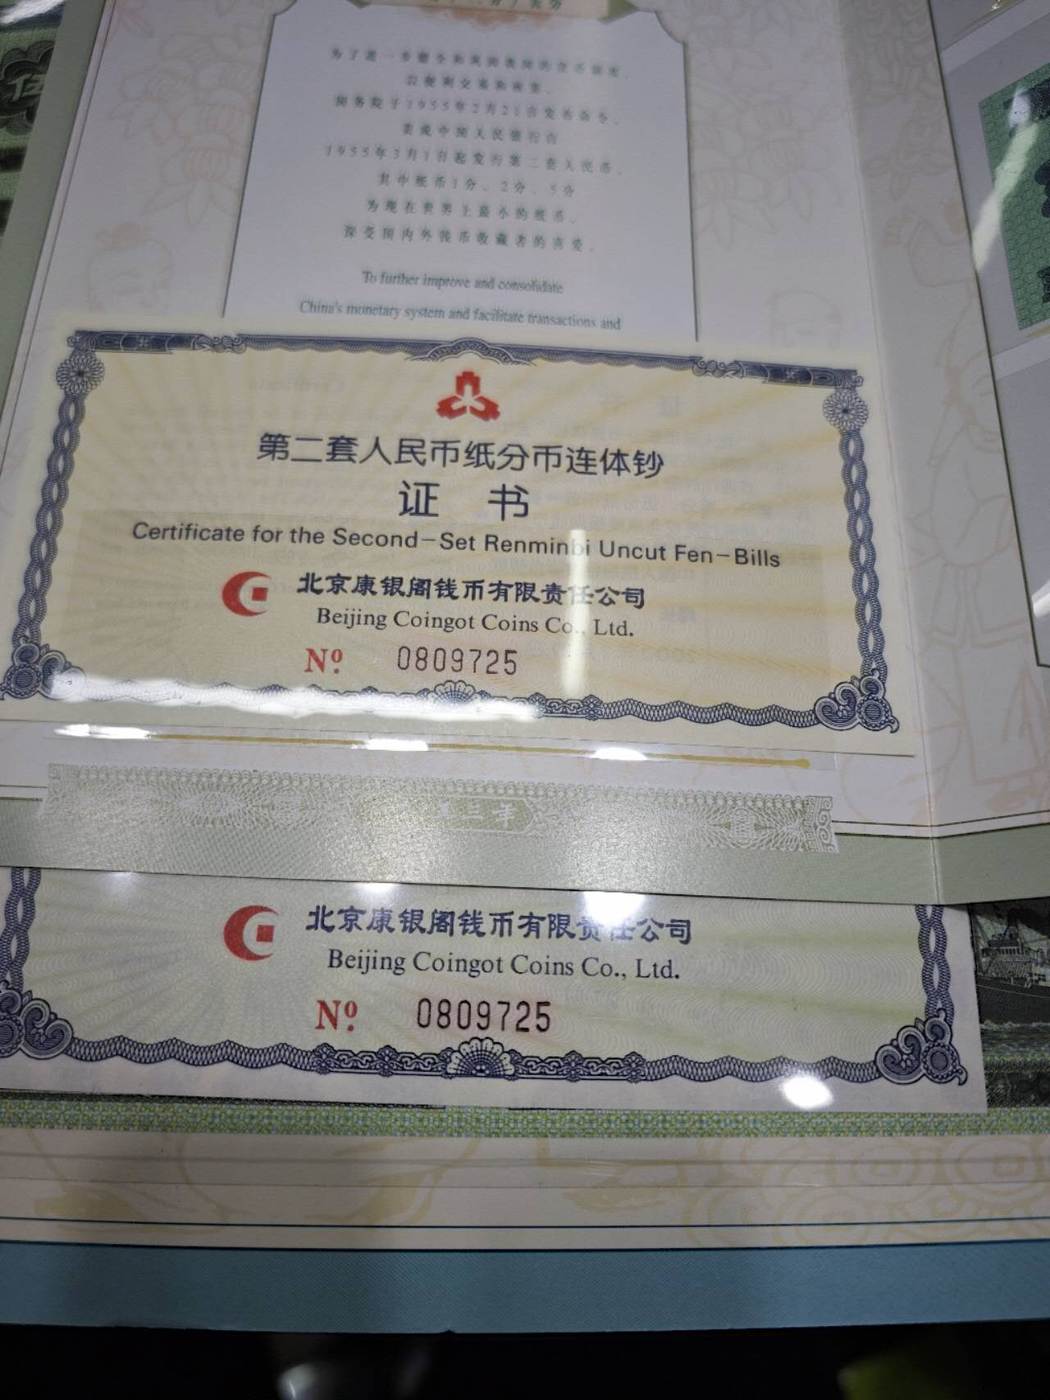 为了进一步健全和巩固我国的货币制度，
以便利交易和核算，
国务院于1955年2月21日发布命令，
责成中国人民银行自
1955年3月1日起发行第二套人民币，
其中纸币1分、2分、5分
为现在世界上最小的纸币，
深受国内外钱币收藏者的喜爱。
To further improve and consolidate
China's monetary system and facilitate transactions and
第二套人民币纸分币连体钞
证 书
Certificate for the Second-Set Renminbi Uncut Fen-Bills
北京康银阁钱币有限责任公司
Beijing Coingot Coins Co., Ltd.
Nº 0809725
北京康银阁钱币有限责任公司
Beijing Coingot Coins Co., Ltd.
Nº 0809725